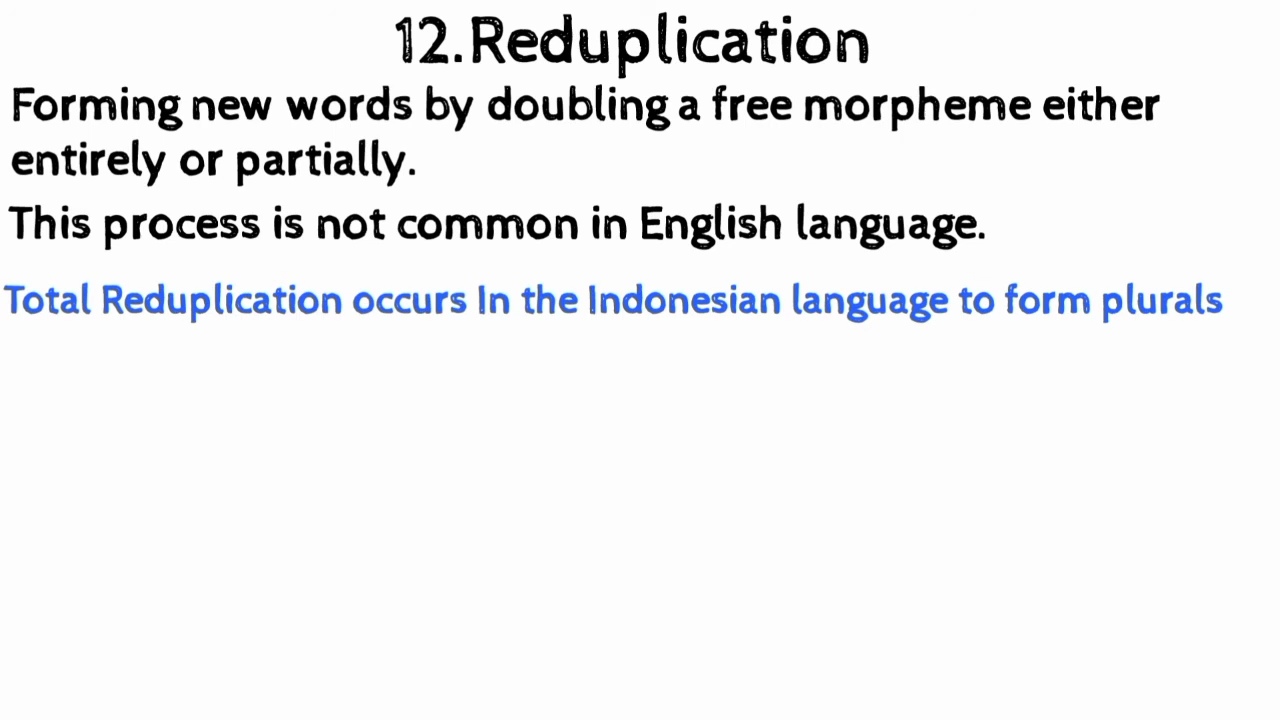 12.Reduplication
Forming new words by doubling a free morpheme either
entirely or partially.
This process is not common in English language.
Total Reduplication occurs In the Indonesian language to form plurals